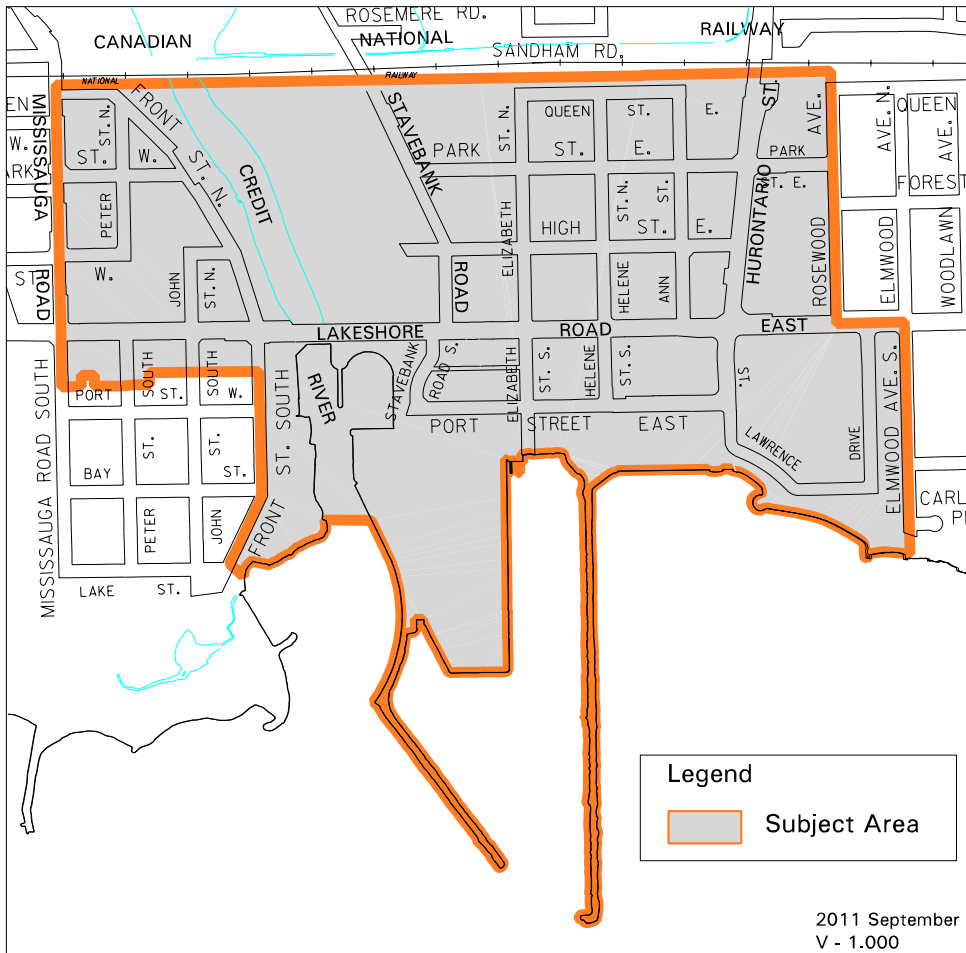 ROSEMERE RD.
CANADIAN NATIONAL RAILWAY
SANDHAM RD.
NATIONAL RAILWAY
MISSISSAUGA ROAD
FRONT ST. N.
ST. N.
STAVEBANK ROAD
ST. N.
QUEEN ST. E.
HURONTARIO ST.
AVE.
AVE. N.
QUEEN
AVE.
EN
W.
ARK
ST. W.
PETER
CREDIT
PARK ST. E.
PARK
ST. E.
FOREST
ELIZABETH
HIGH ST. E.
ST. N.
ST.
HELENE
ANN
ROSEWOOD
ELMWOOD
WOODLAWN
ST
W.
JOHN
ST. N.
LAKESHORE ROAD EAST
RIVER
STAVEBANK
ROAD S.
ELIZABETH
ST. S.
HELENE
ST. S.
ST.
LAWRENCE
DRIVE
ELMWOOD AVE. S.
SOUTH
SOUTH
PORT ST. W.
PORT STREET EAST
MISSISSAUGA ROAD SOUTH
BAY
ST.
ST.
ST.
PETER
JOHN
FRONT ST. SOUTH
LAKE ST.
CARL
Legend
Subject Area
2011 September
V - 1.000